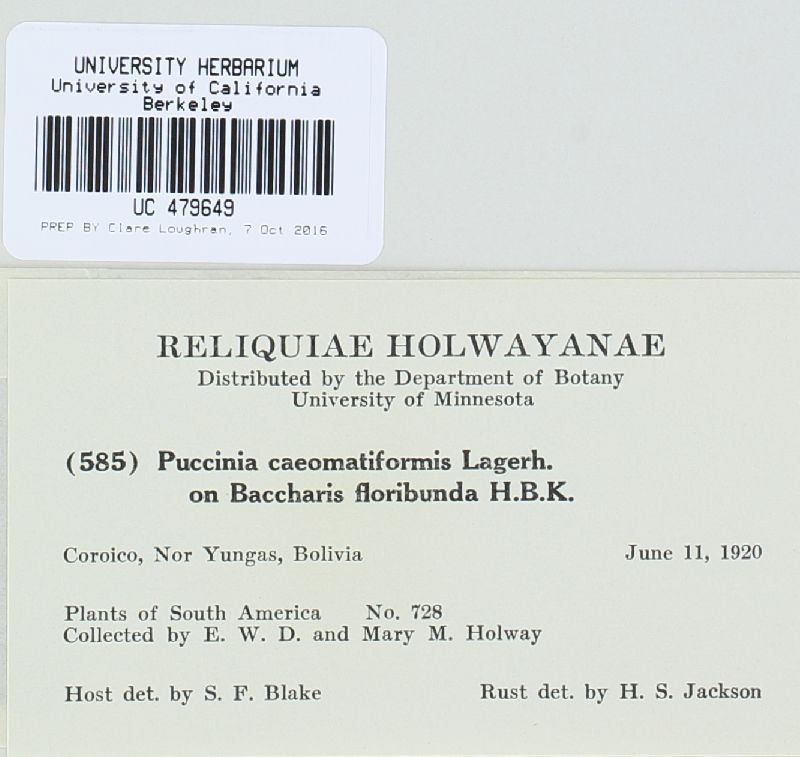 UNIVERSITY HERBARIUM
University of California
Berkeley
UC 479649
PREP BY Clare Loughran, 7 Oct 2016
RELIQUIAE HOLWAYANAE
Distributed by the Department of Botany
University of Minnesota
(585) Puccinia caeomatiformis Lagerh.
on Baccharis floribunda H.B.K.
Coroico, Nor Yungas, Bolivia June 11, 1920
Plants of South America No. 728
Collected by E. W. D. and Mary M. Holway
Host det. by S. F. Blake Rust det. by H. S. Jackson